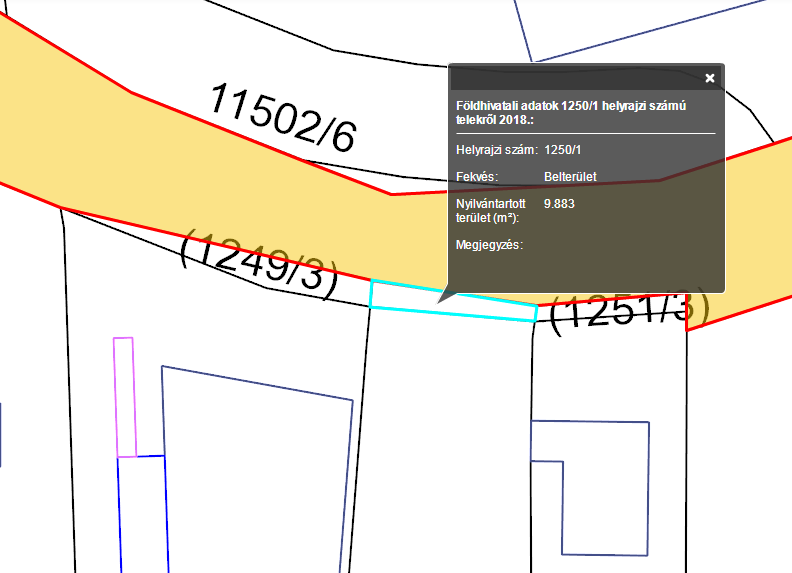 11502/6
Földhivatali adatok 1250/1 helyrajzi számú
telekről 2018.:
Helyrajzi szám: 1250/1
Fekvés: Belterület
Nyilvántartott 9.883
terület (m²):
Megjegyzés:
(1249/3)
(1251/3)